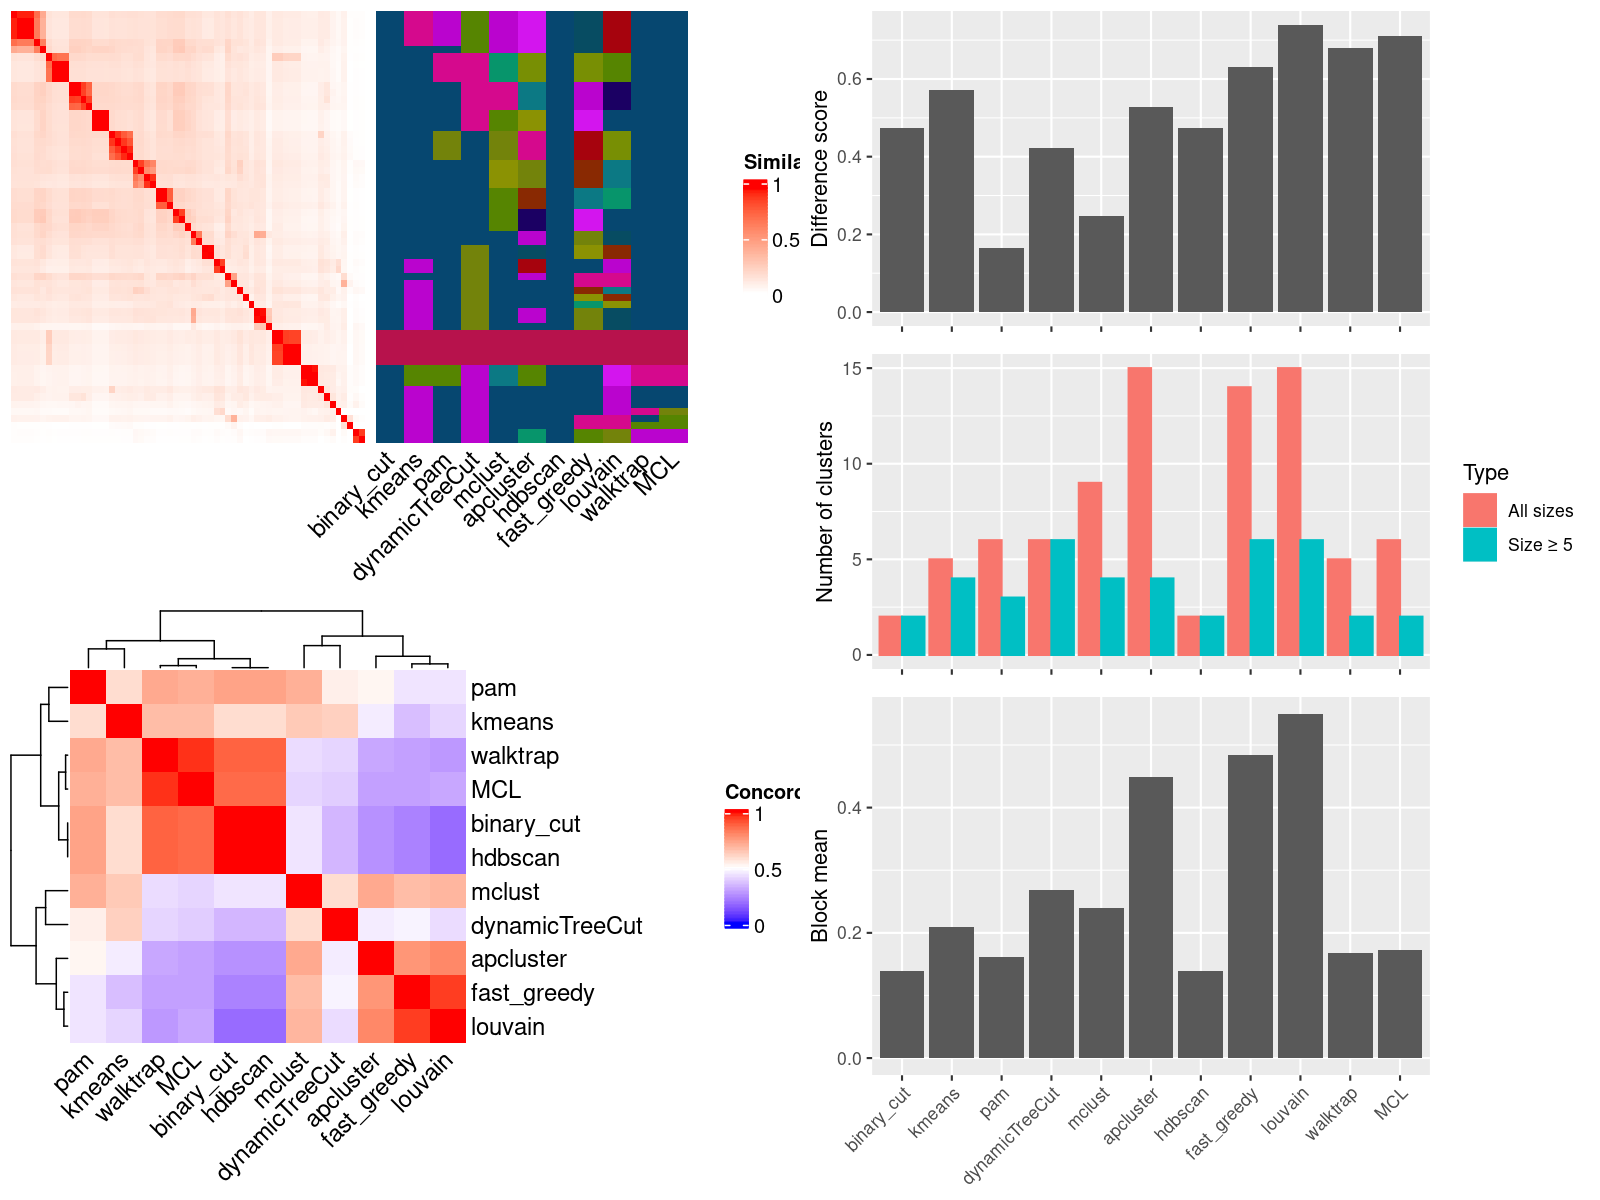 Simila
1
0.5
0
binary_cut
kmeans
pam
dynamicTreeCut
mclust
apcluster
hdbscan
fast_greedy
louvain
walktrap
MCL
pam
kmeans
walktrap
MCL
binary_cut
hdbscan
mclust
dynamicTreeCut
apcluster
fast_greedy
louvain
Concord
1
0.5
0
pam
kmeans
walktrap
MCL
binary_cut
hdbscan
mclust
dynamicTreeCut
apcluster
fast_greedy
louvain
Difference score
0.6
0.4
0.2
0.0
Number of clusters
15
10
5
0
Type
All sizes
Size ≥ 5
Block mean
0.4
0.2
0.0
binary_cut
kmeans
pam
dynamicTreeCut
mclust
apcluster
hdbscan
fast_greedy
louvain
walktrap
MCL